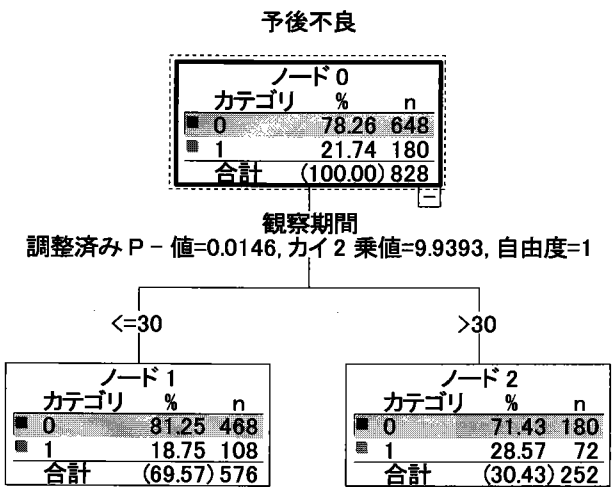 予後不良
ノード 0
カテゴリ % n
0 78.26 648
1 21.74 180
合計 (100.00) 828
観察期間
調整済み P - 値=0.0146, カイ 2 乗値=9.9393, 自由度=1
<=30 >30
ノード 1 ノード 2
カテゴリ % n カテゴリ % n
0 81.25 468 0 71.43 180
1 18.75 108 1 28.57 72
合計 (69.57) 576 合計 (30.43) 252